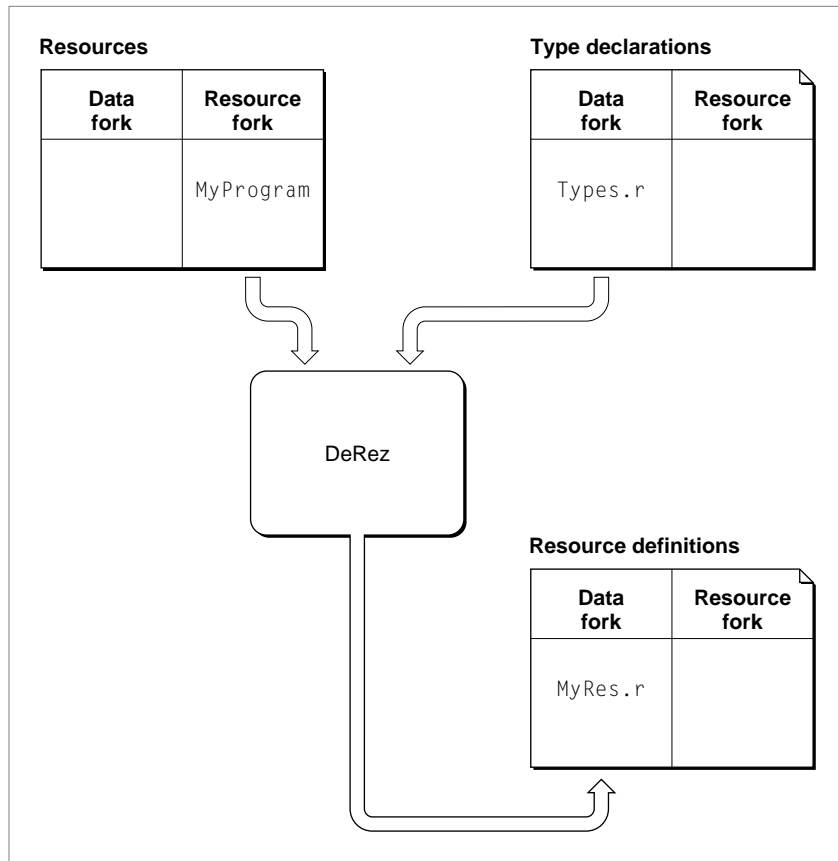 Resources
Data
fork
Resource
fork
MyProgram
Type declarations
Data
fork
Resource
fork
Types.r
DeRez
Resource definitions
Data
fork
Resource
fork
MyRes.r